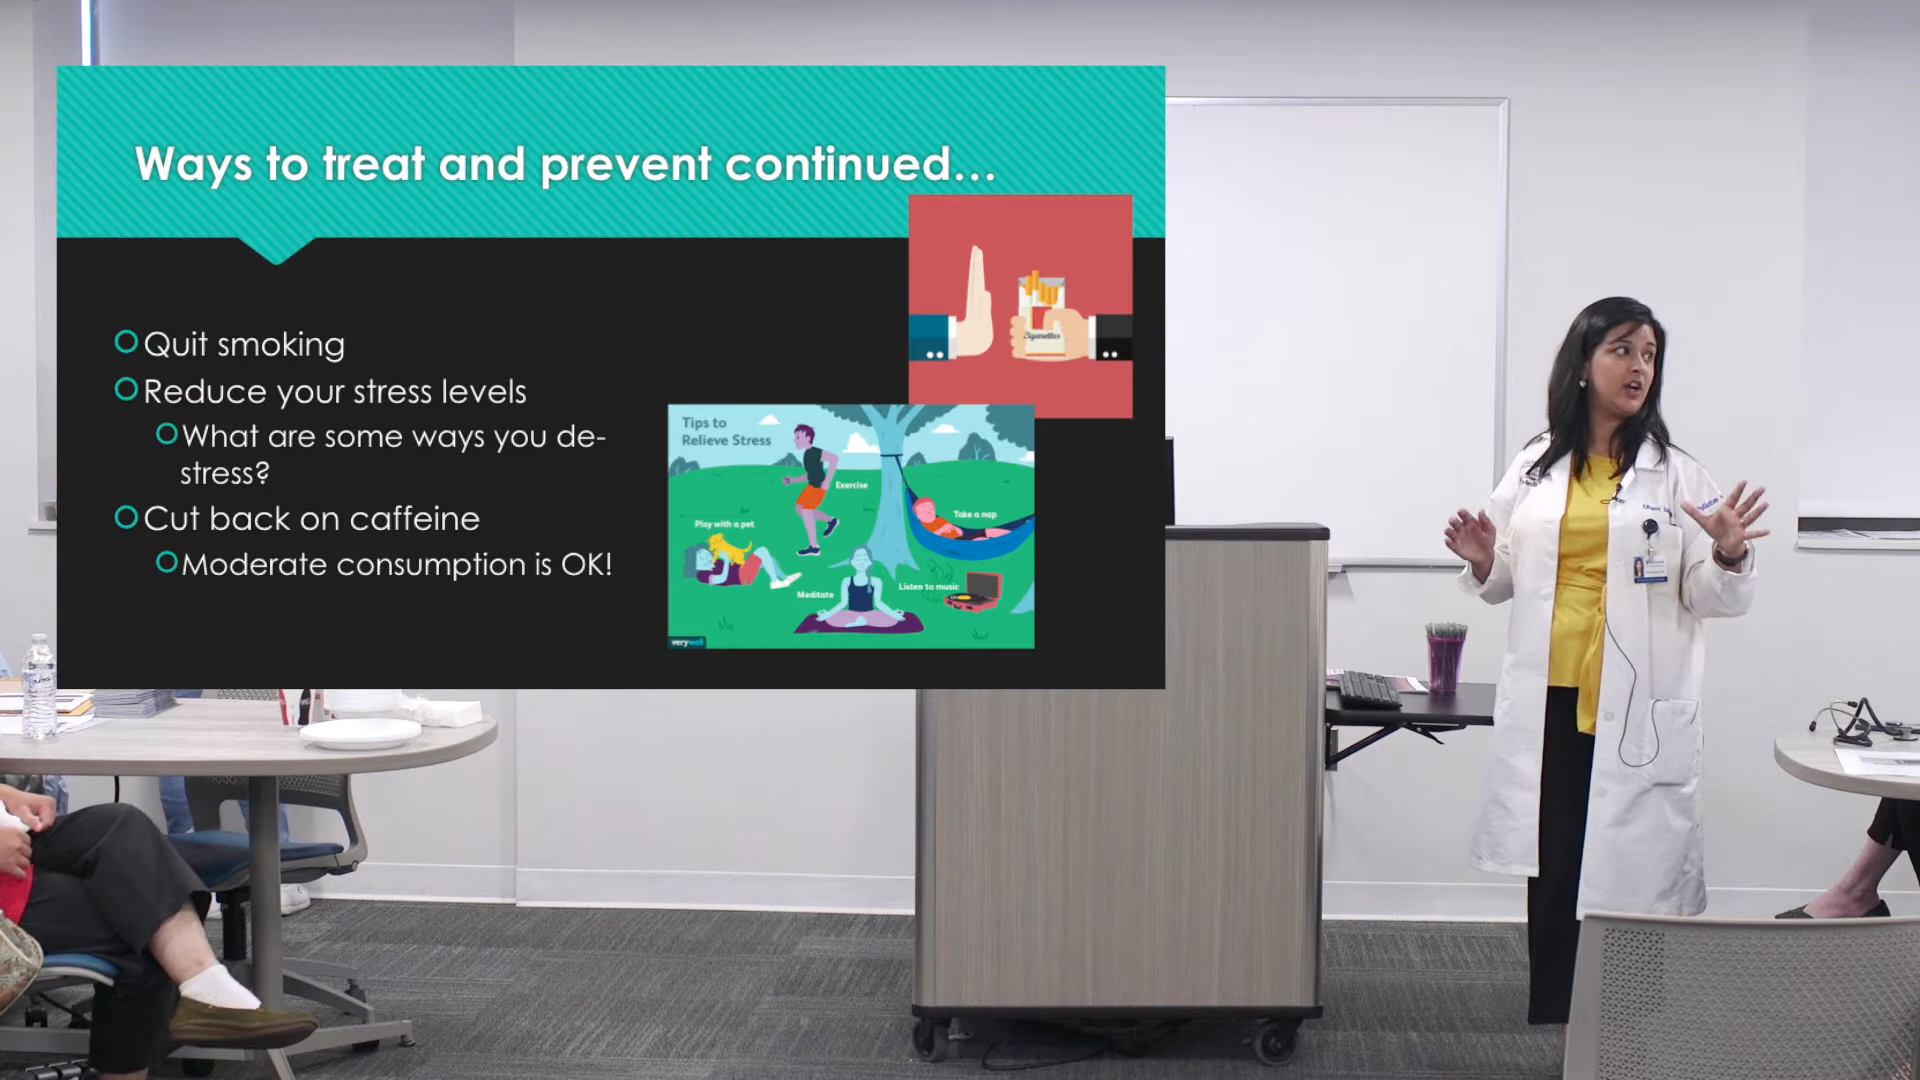 Ways to treat and prevent continued...
Cigarettes
Quit smoking
Reduce your stress levels
What are some ways you de-
stress?
Cut back on caffeine
Moderate consumption is OK!
Tips to
Relieve Stress
Exercise
Take a nap
Play with a pet
Listen to music
Meditate
verywell